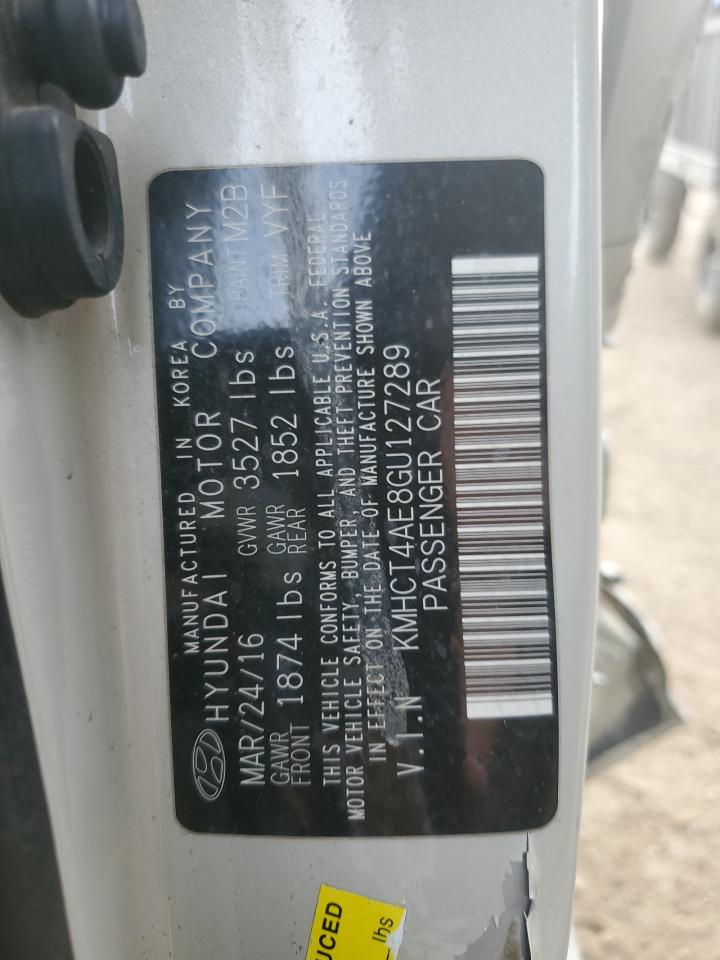 MANUFACTURED IN KOREA BY
HYUNDAI MOTOR COMPANY
MAR/24/16 GVWR 3527 lbs PAINT M2B
GAWR FRONT 1874 lbs GAWR REAR 1852 lbs TRIM VYF
THIS VEHICLE CONFORMS TO ALL APPLICABLE U.S.A. FEDERAL
MOTOR VEHICLE SAFETY, BUMPER, AND THEFT PREVENTION STANDARDS
IN EFFECT ON THE DATE OF MANUFACTURE SHOWN ABOVE
V.I.N KMHCT4AE8GU127289
PASSENGER CAR
UCED
lbs